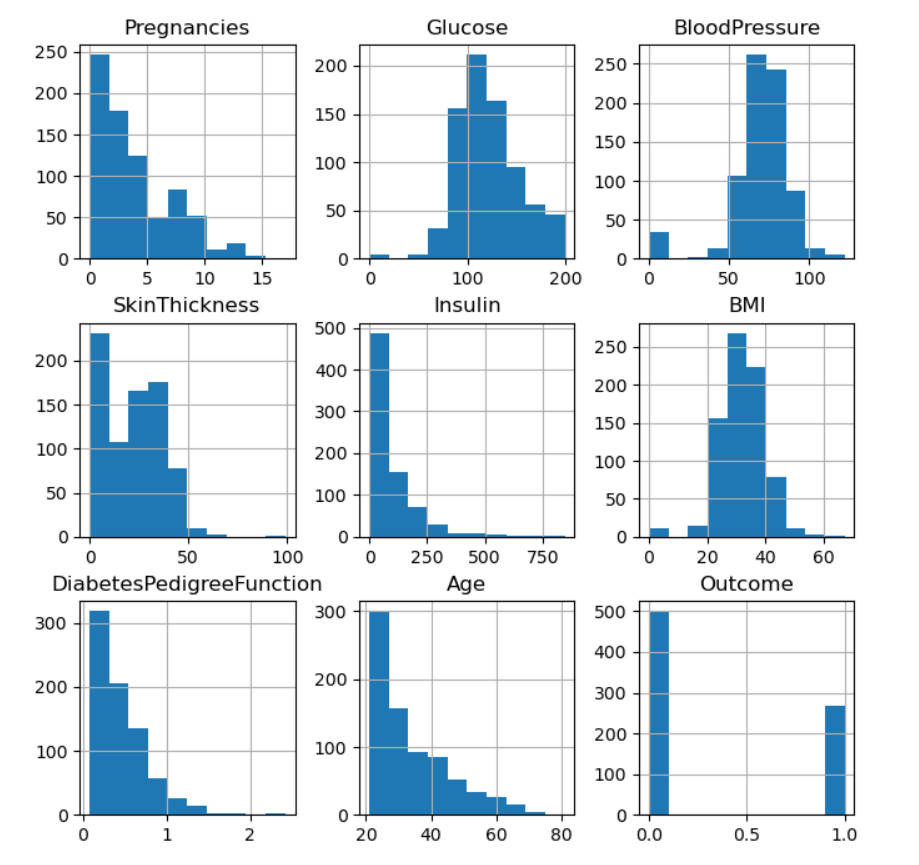 Pregnancies Glucose BloodPressure
250 200 250
200 200
150 150 150
100 100 100
50 50 50
0 0 0
0 5 10 15 0 100 200 0 50 100
SkinThickness Insulin BMI
500
200 400 250
150 300 200
100 200 150
50 100 100
0 0 50
0
0 50 100 0 250 500 750 0 20 40 60
DiabetesPedigreeFunction Age Outcome
300 300 500
200 200 400
100 100 300
0 0 200
100
0
0 1 2 20 40 60 80 0.0 0.5 1.0